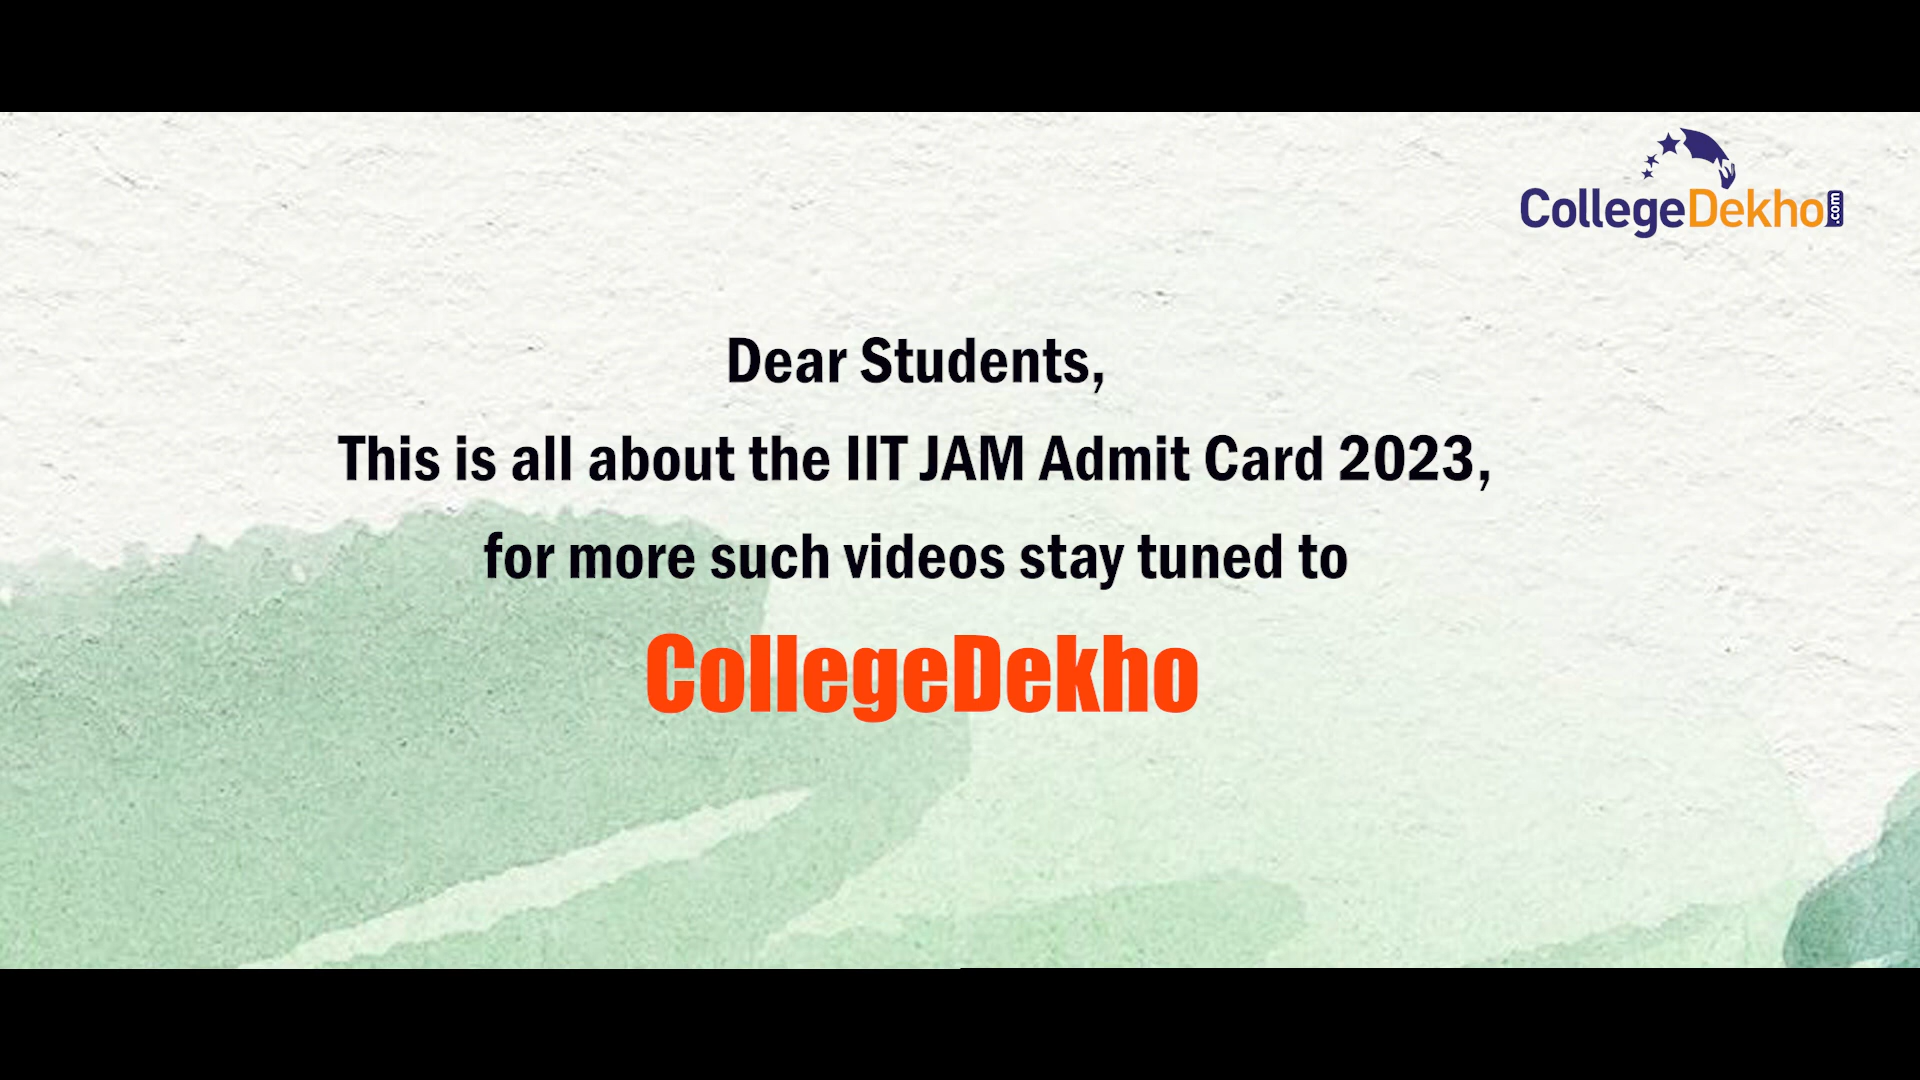 CollegeDekho.com
Dear Students,
This is all about the IIT JAM Admit Card 2023,
for more such videos stay tuned to
CollegeDekho